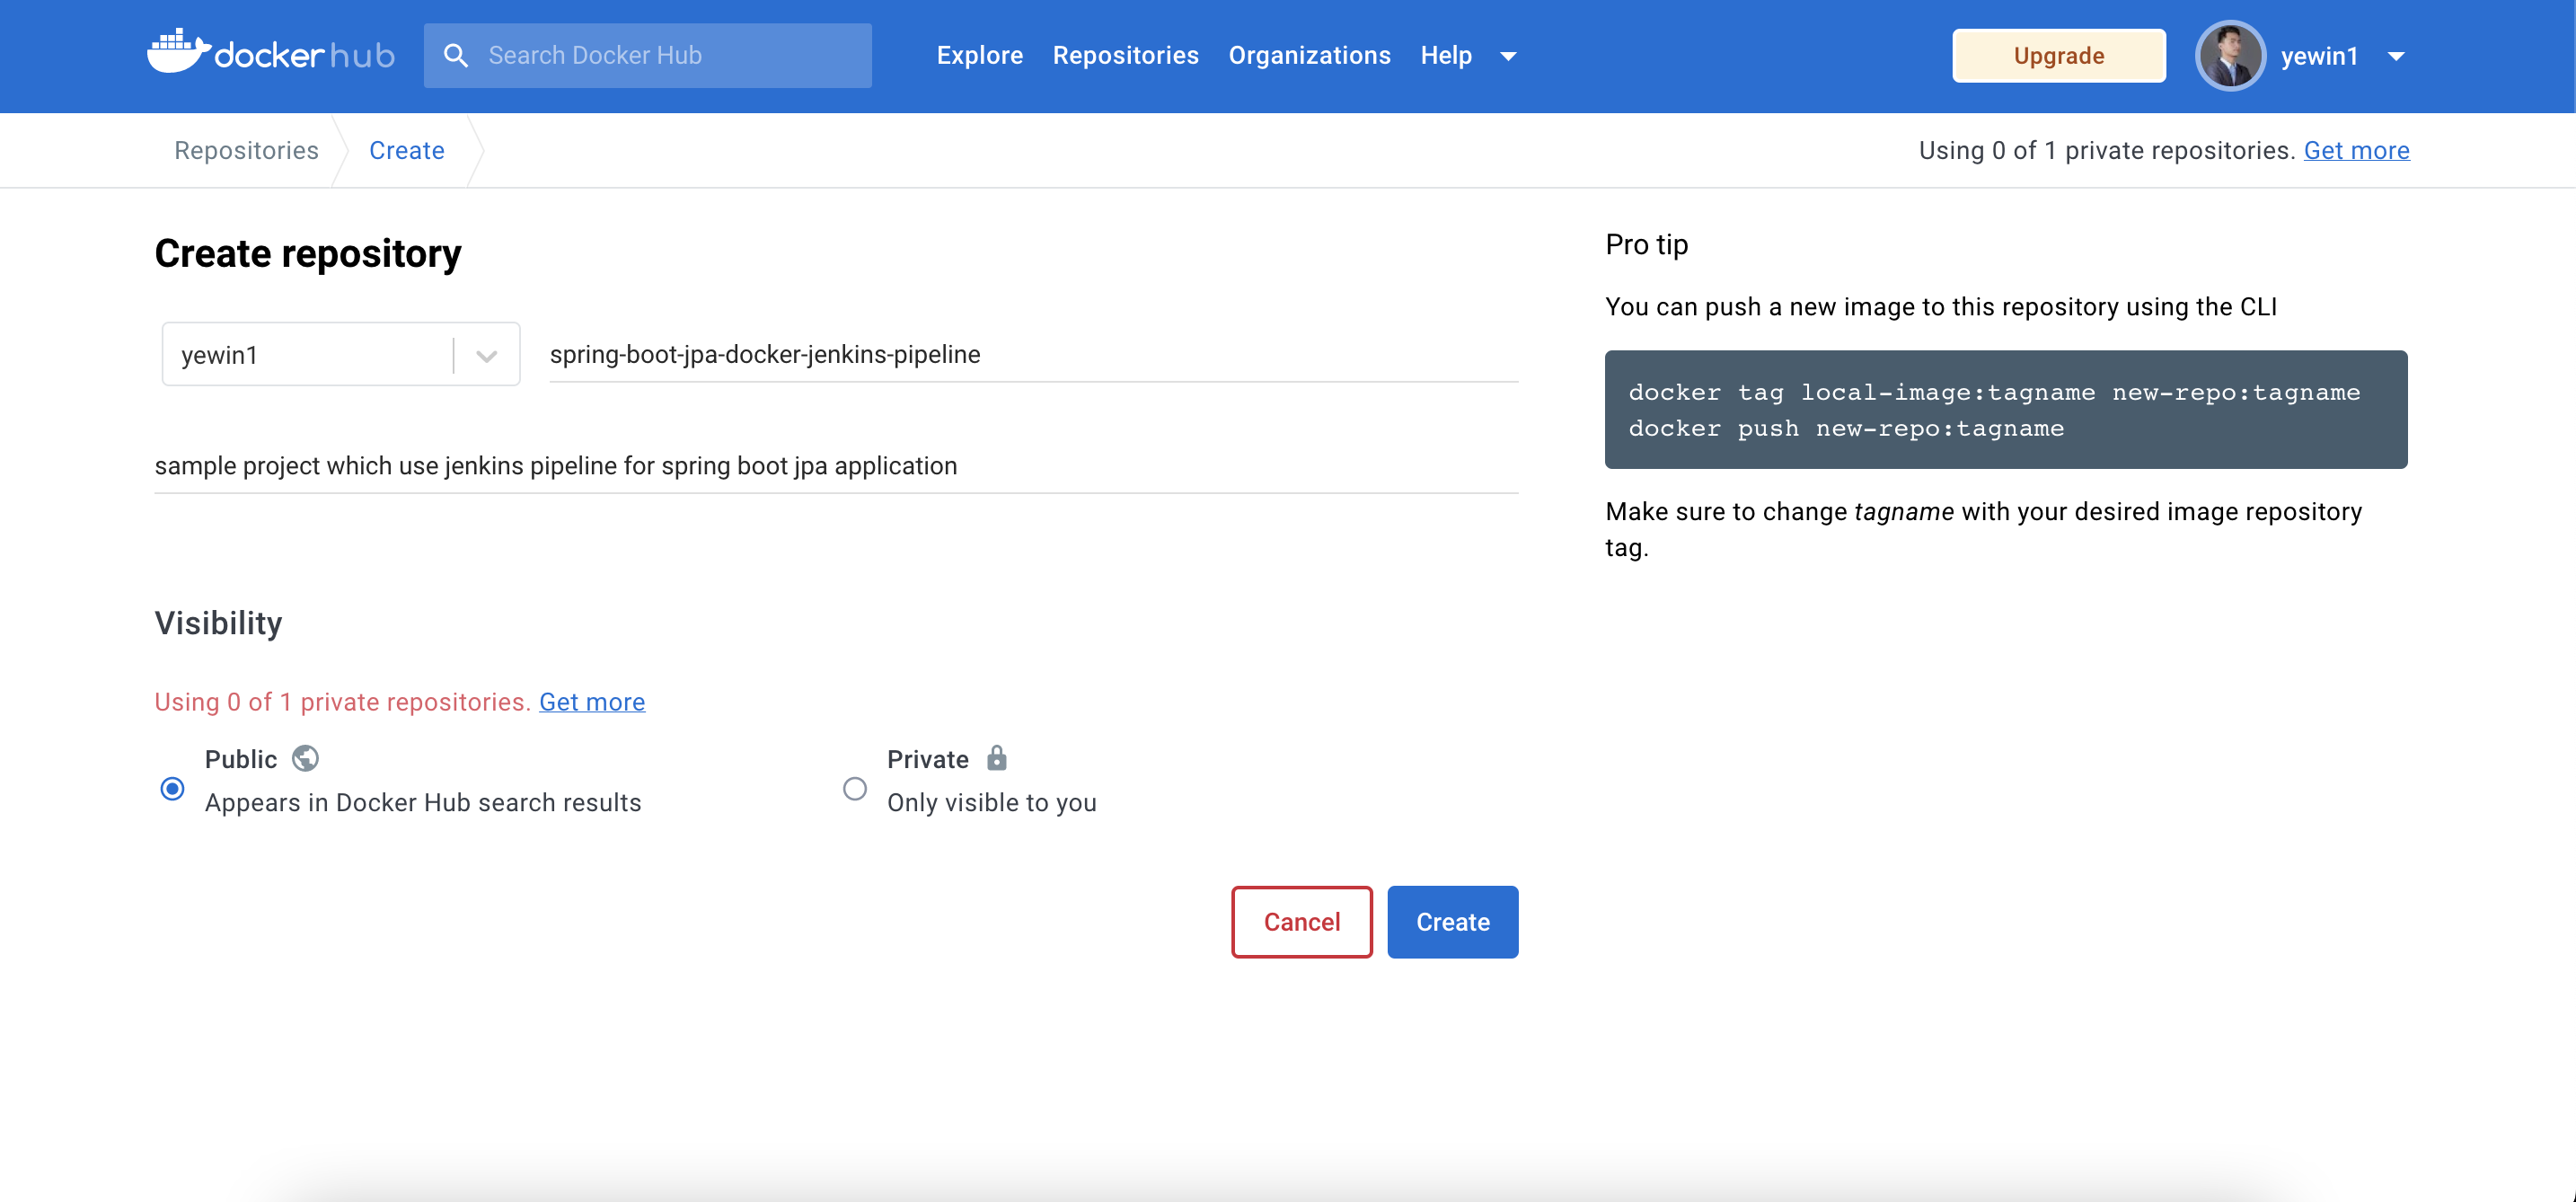 dockerhub
Search Docker Hub
Explore
Repositories
Organizations
Help
Upgrade
yewin1
Repositories
Create
Using 0 of 1 private repositories. Get more
Create repository
yewin1
spring-boot-jpa-docker-jenkins-pipeline
sample project which use jenkins pipeline for spring boot jpa application
Visibility
Using 0 of 1 private repositories. Get more
Public
Appears in Docker Hub search results
Private
Only visible to you
Cancel
Create
Pro tip
You can push a new image to this repository using the CLI
docker tag local-image:tagname new-repo:tagname
docker push new-repo:tagname
Make sure to change tagname with your desired image repository
tag.